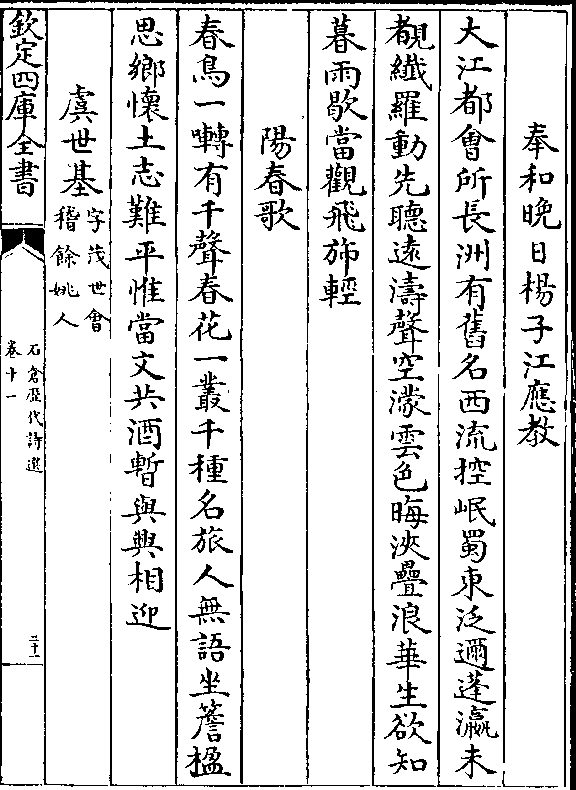 奉和晚日楊子江應教
大江都會所長洲有舊名西流控岷蜀東泛邇蓬瀛未
覩纖羅動先聽遠濤聲空濛雲色晦浹疊浪華生欲知
暮雨歇當觀飛斾輕
陽春歌
春鳥一囀有千聲春花一叢千種名旅人無語坐簷楹
思鄉懷土志難平惟當文共酒暫與興相迎
虞世基字茂世會
稽餘姚人
欽定四庫全書
石倉歴代詩選
卷十一
三十一